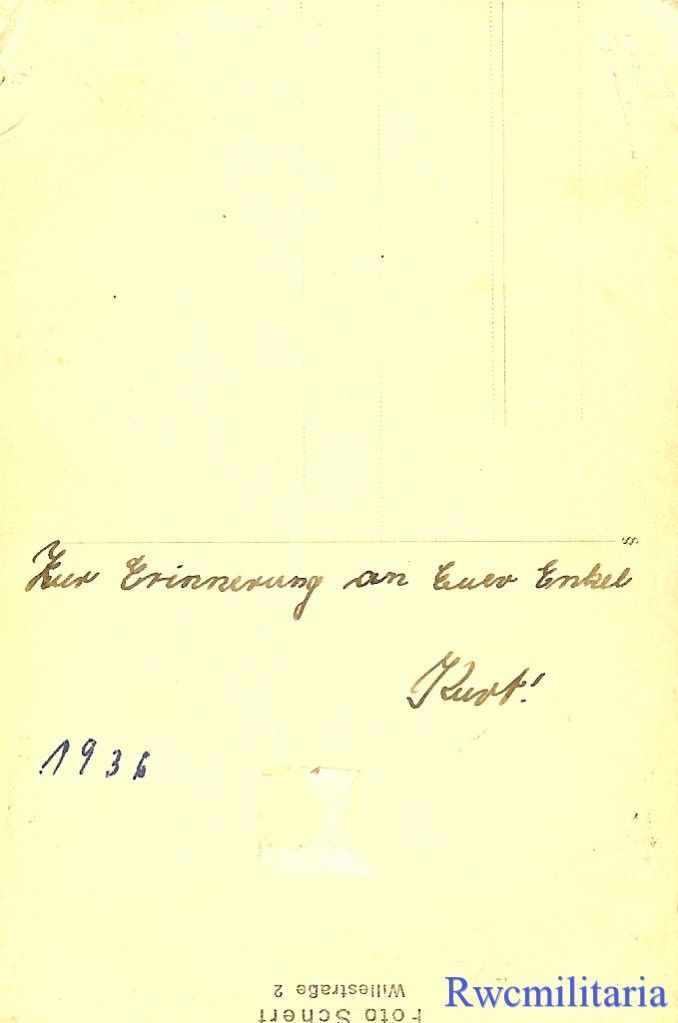 Zur Erinnerung an Euer Enkel
Kurt!
1936
Willestraße 2
Foto Scherf
Rwcmilitaria